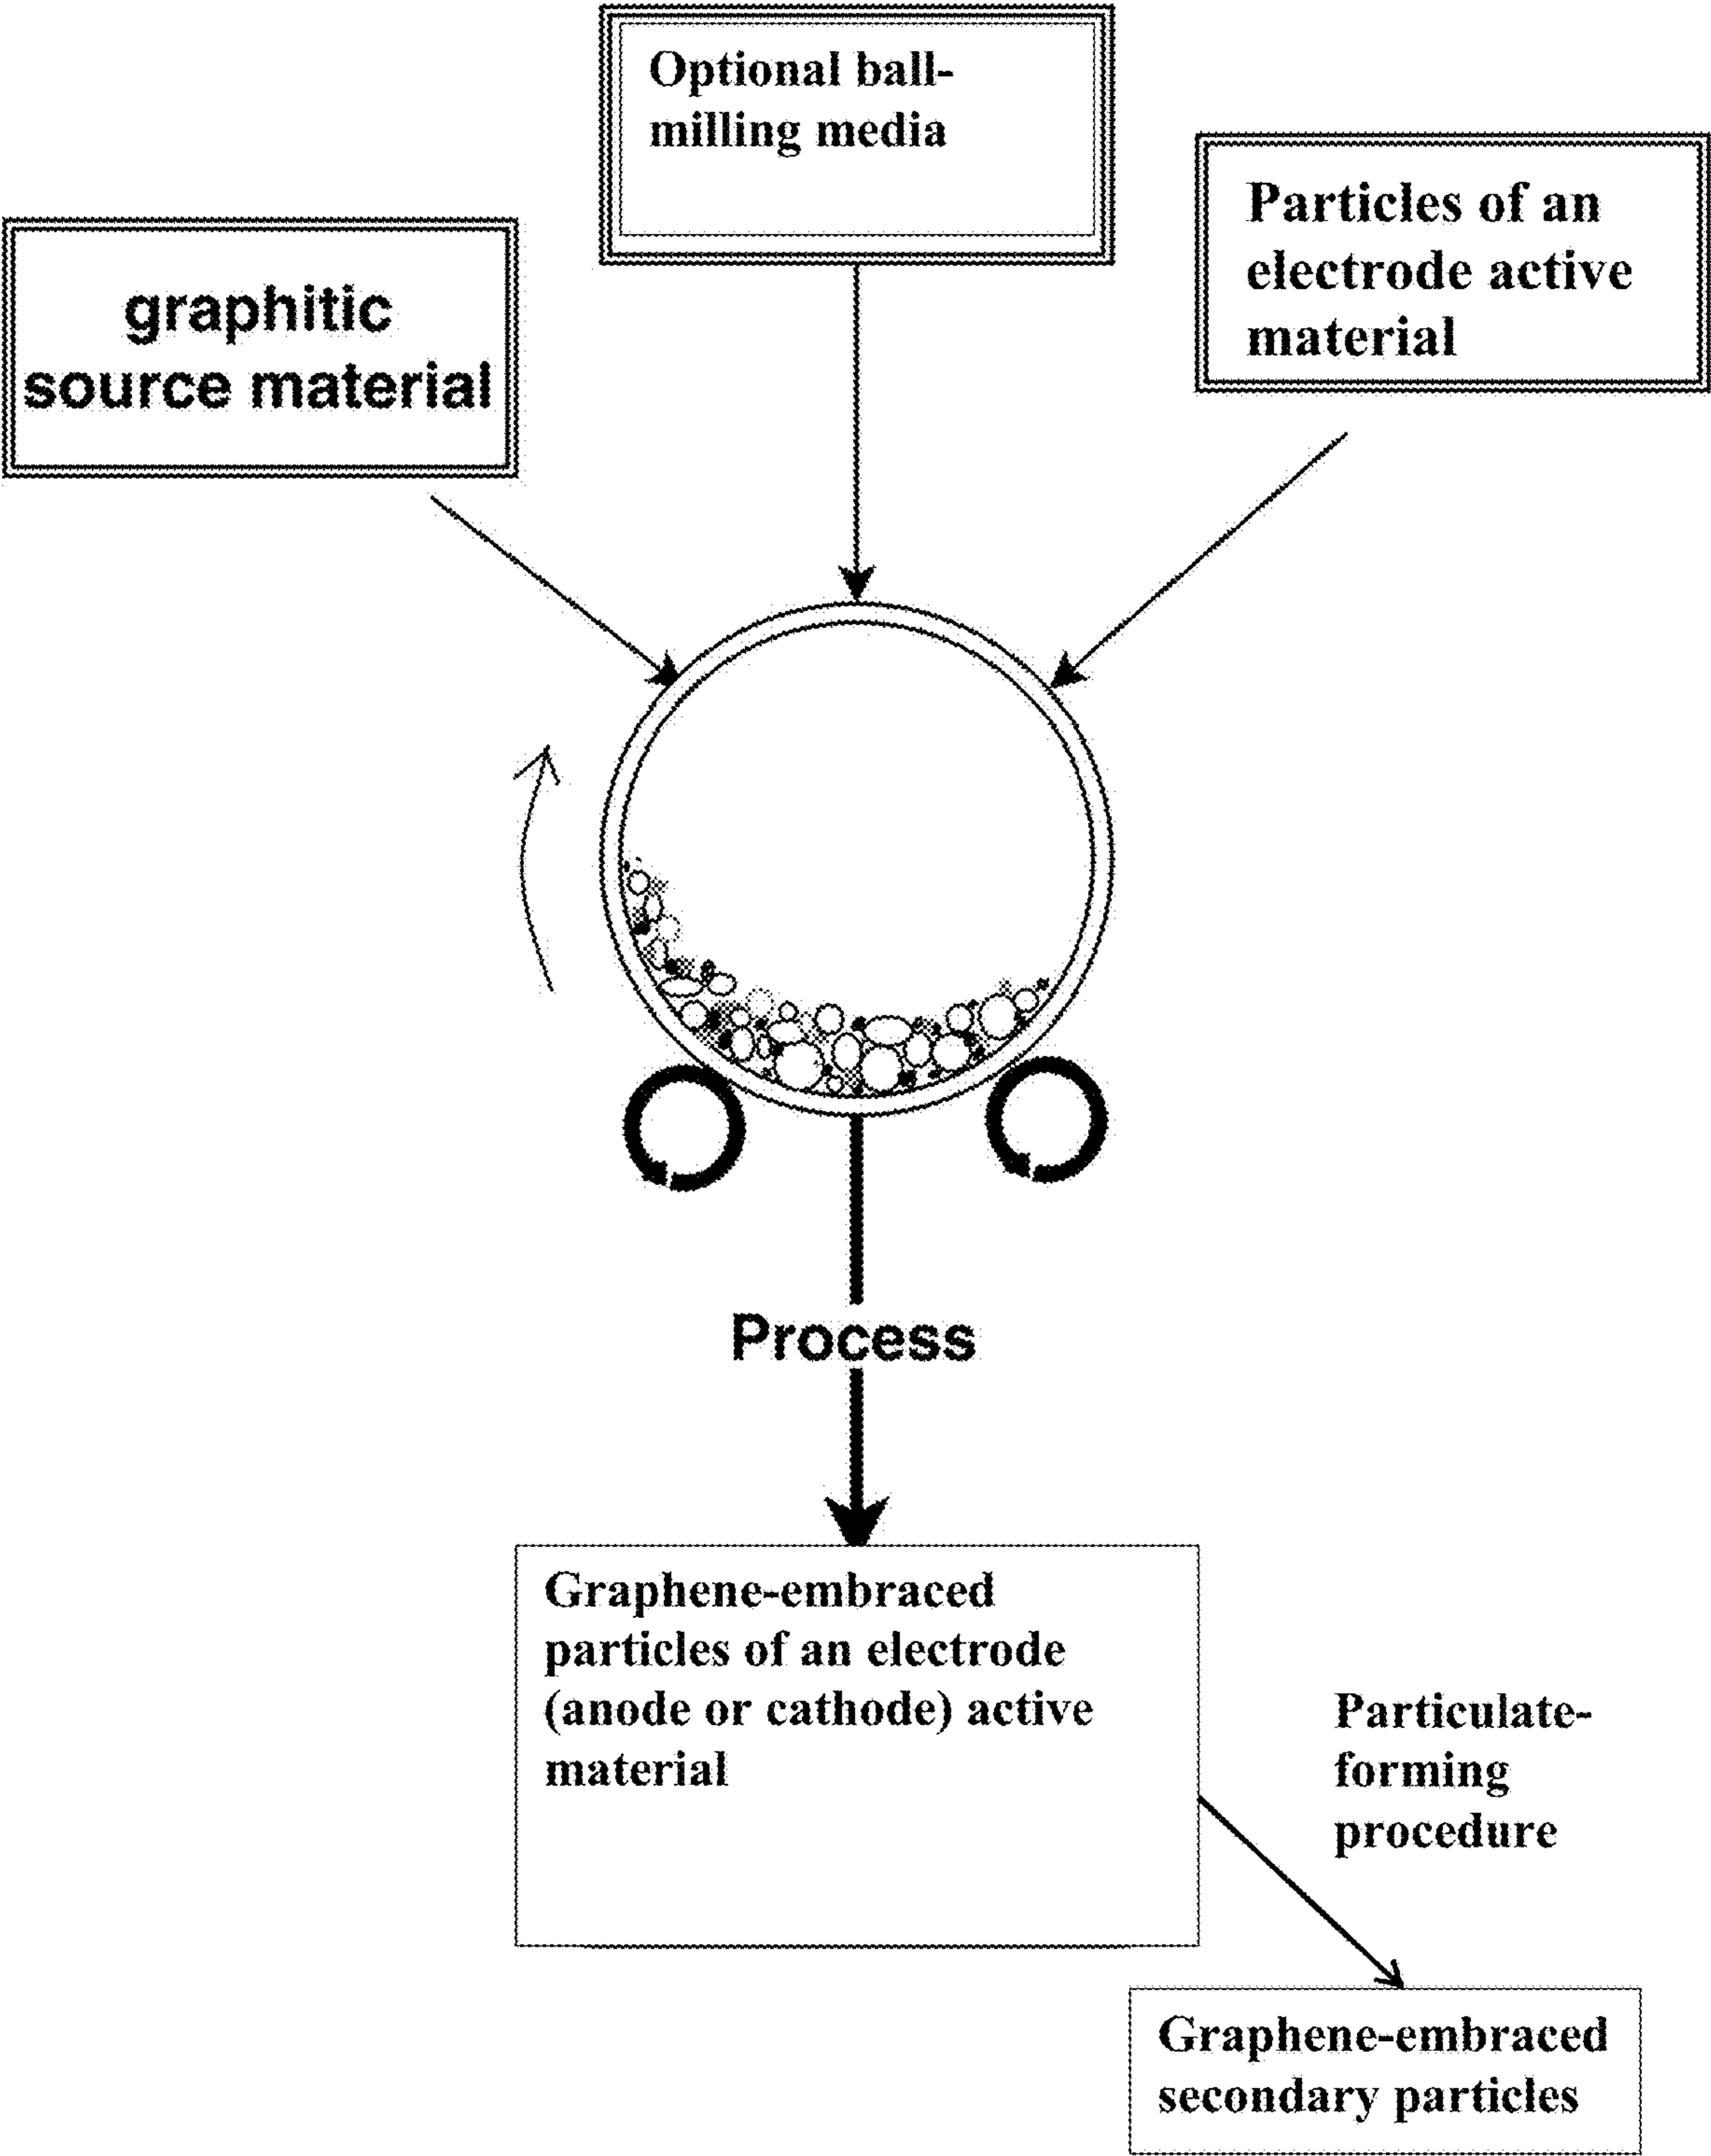 Optional ball-
milling media
Particles of an
electrode active
material
graphitic
source material
Process
Graphene-embraced
particles of an electrode
(anode or cathode) active
material
Particulate-
forming
procedure
Graphene-embraced
secondary particles